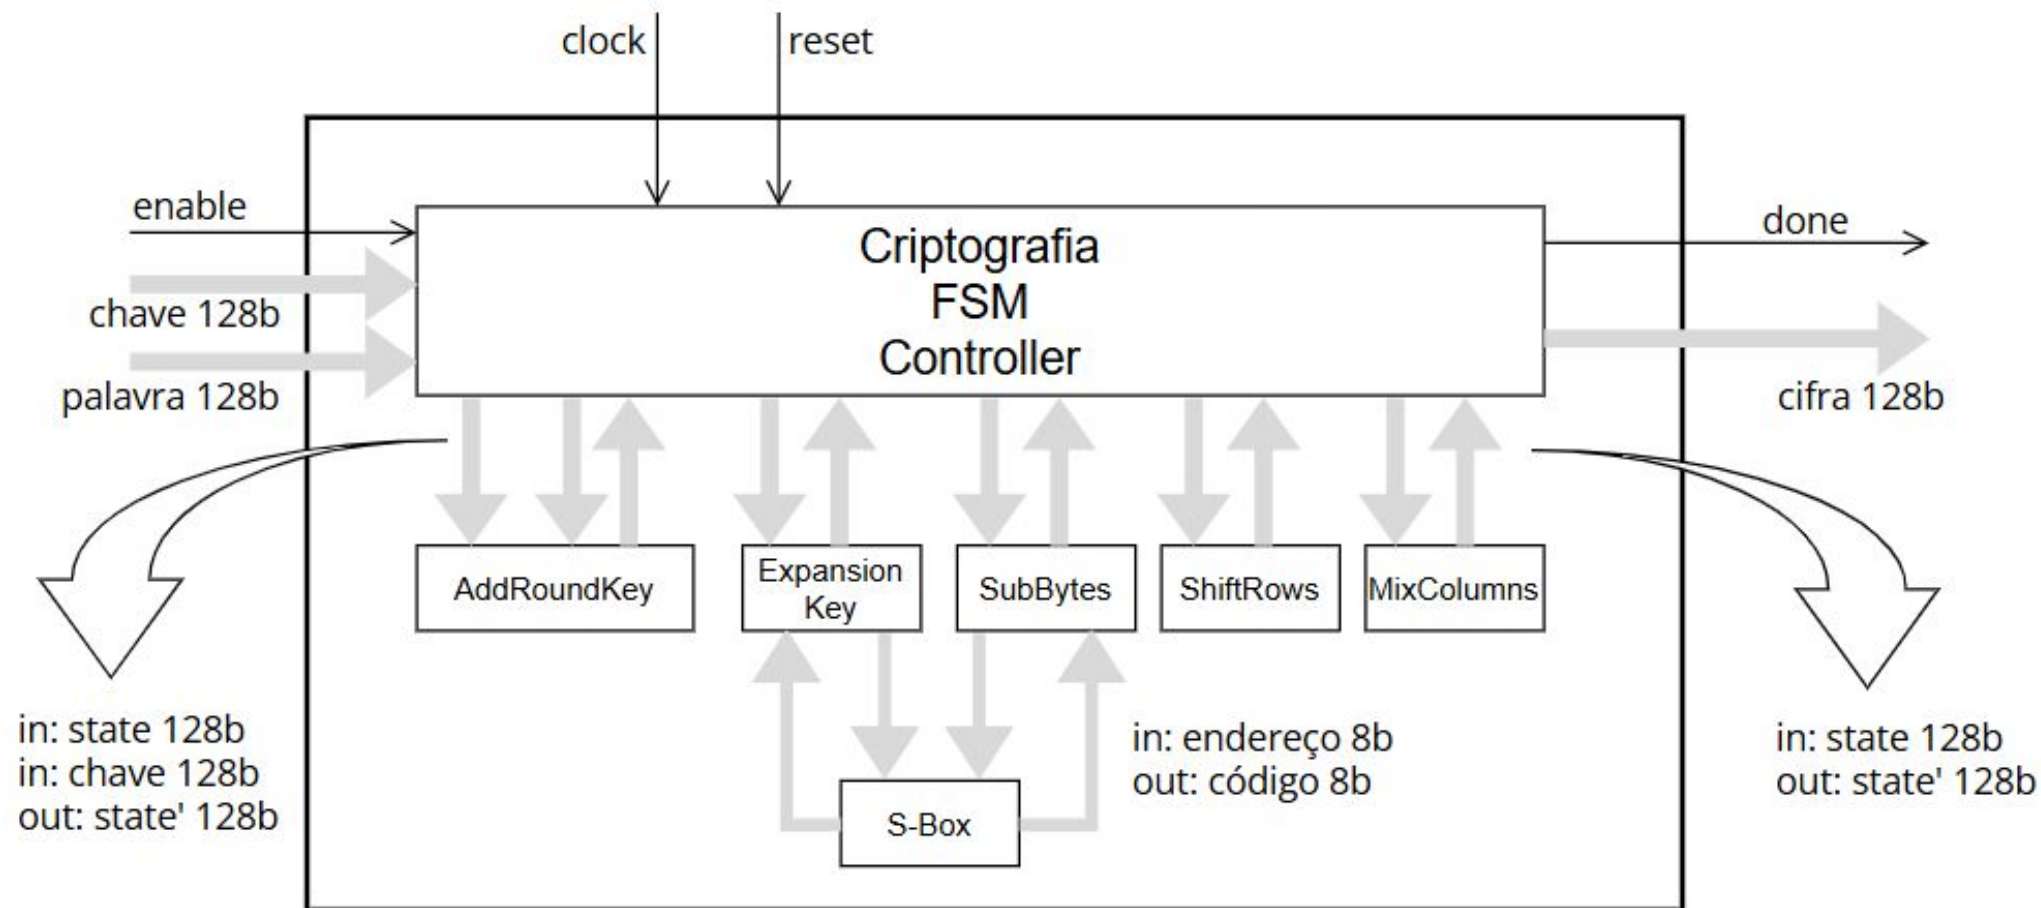 clock
reset
enable
chave 128b
palavra 128b
Criptografia
FSM
Controller
done
cifra 128b
AddRoundKey
Expansion
Key
SubBytes
ShiftRows
MixColumns
in: state 128b
in: chave 128b
out: state' 128b
S-Box
in: endereço 8b
out: código 8b
in: state 128b
out: state' 128b